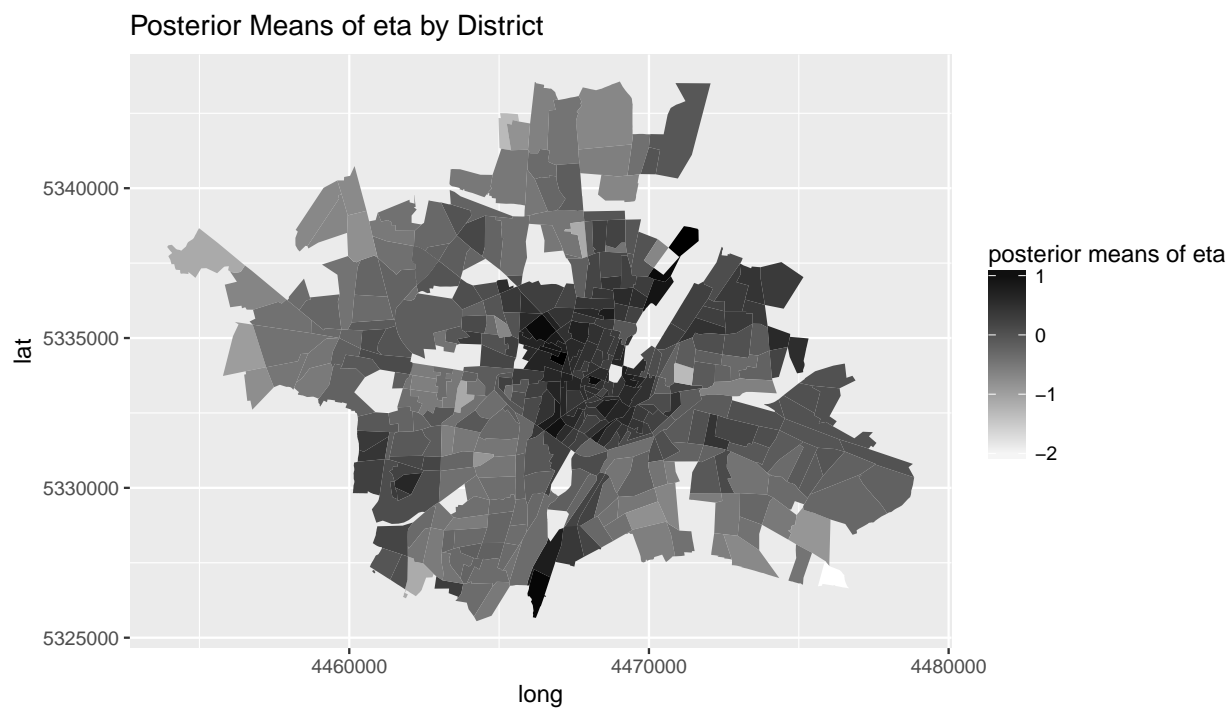 Posterior Means of eta by District
5340000
5335000
5330000
5325000
lat
4460000
4470000
4480000
long
posterior means of eta
1
0
−1
−2